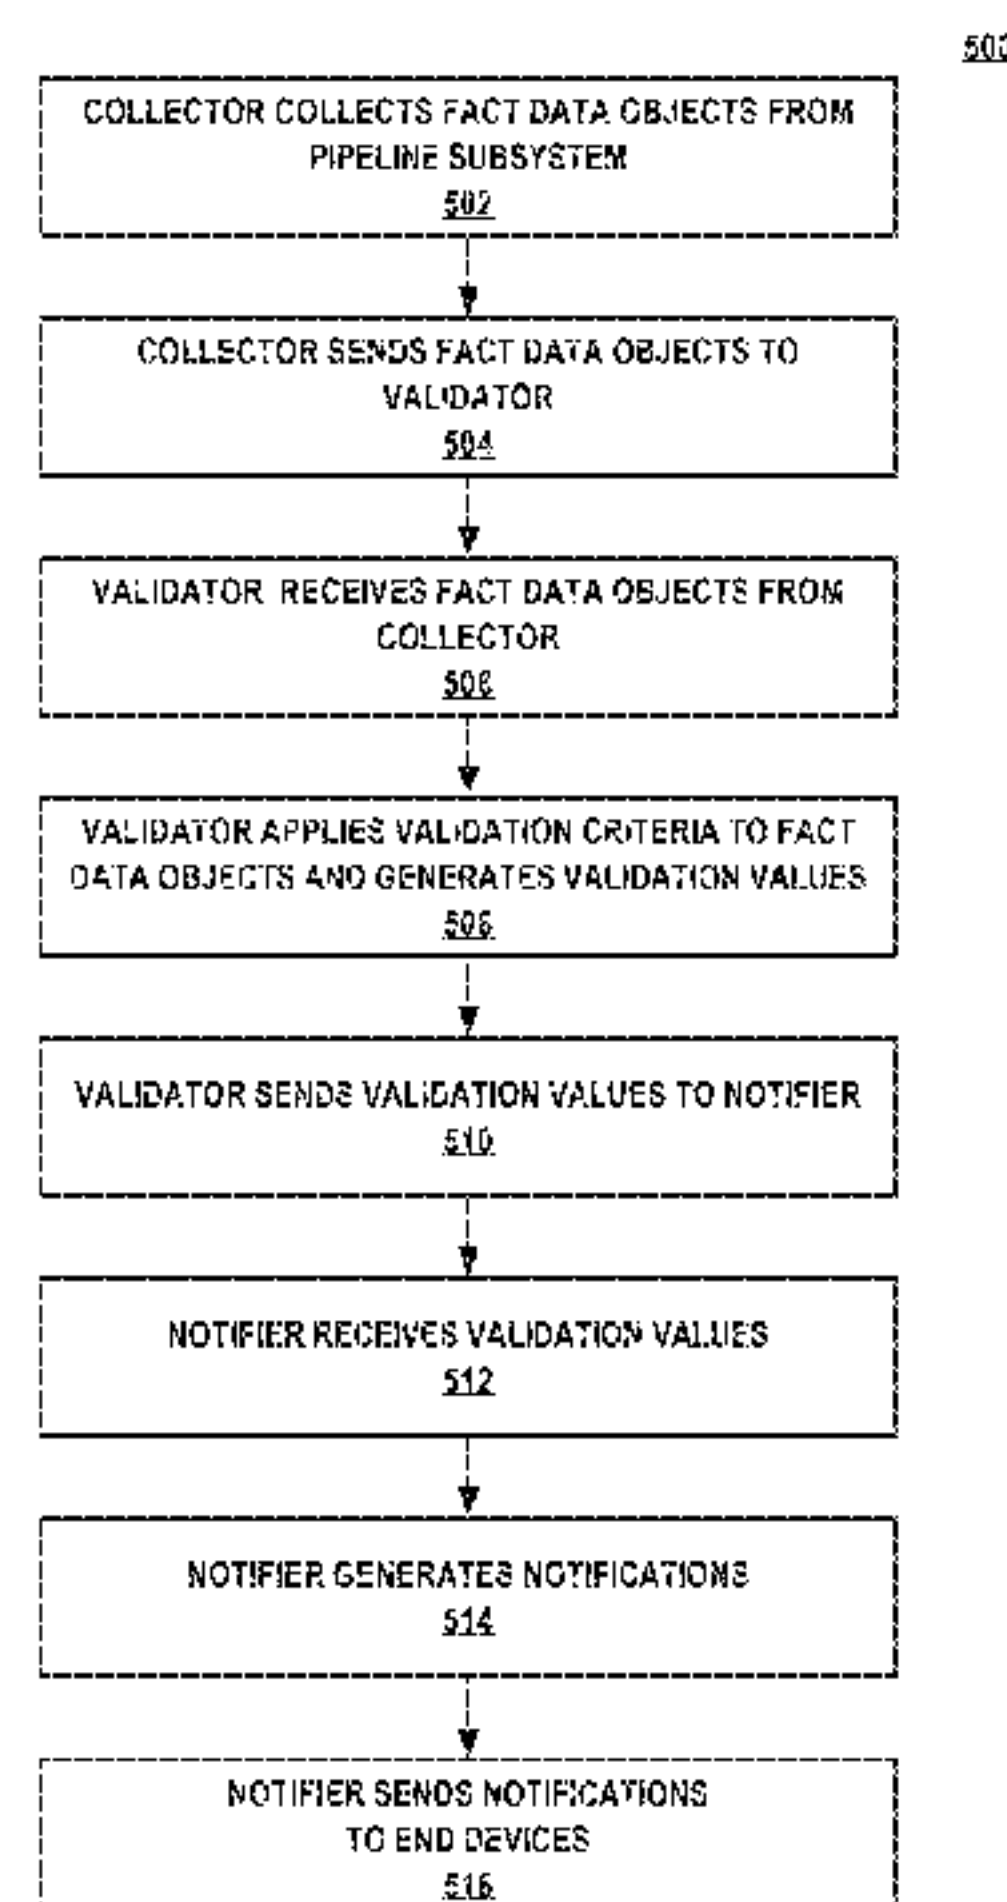 COLLECTOR COLLECTS FACT DATA OBJECTS FROM
PIPELINE SUBSYSTEM
502
COLLECTOR SENDS FACT DATA OBJECTS TO
VALIDATOR
504
VALIDATOR RECEIVES FACT DATA OBJECTS FROM
COLLECTOR
506
VALIDATOR APPLIES VALIDATION CRITERIA TO FACT
DATA OBJECTS AND GENERATES VALIDATION VALUES
508
VALIDATOR SENDS VALIDATION VALUES TO NOTIFIER
510
NOTIFIER RECEIVES VALIDATION VALUES
512
NOTIFIER GENERATES NOTIFICATIONS
514
NOTIFIER SENDS NOTIFICATIONS
TO END DEVICES
516